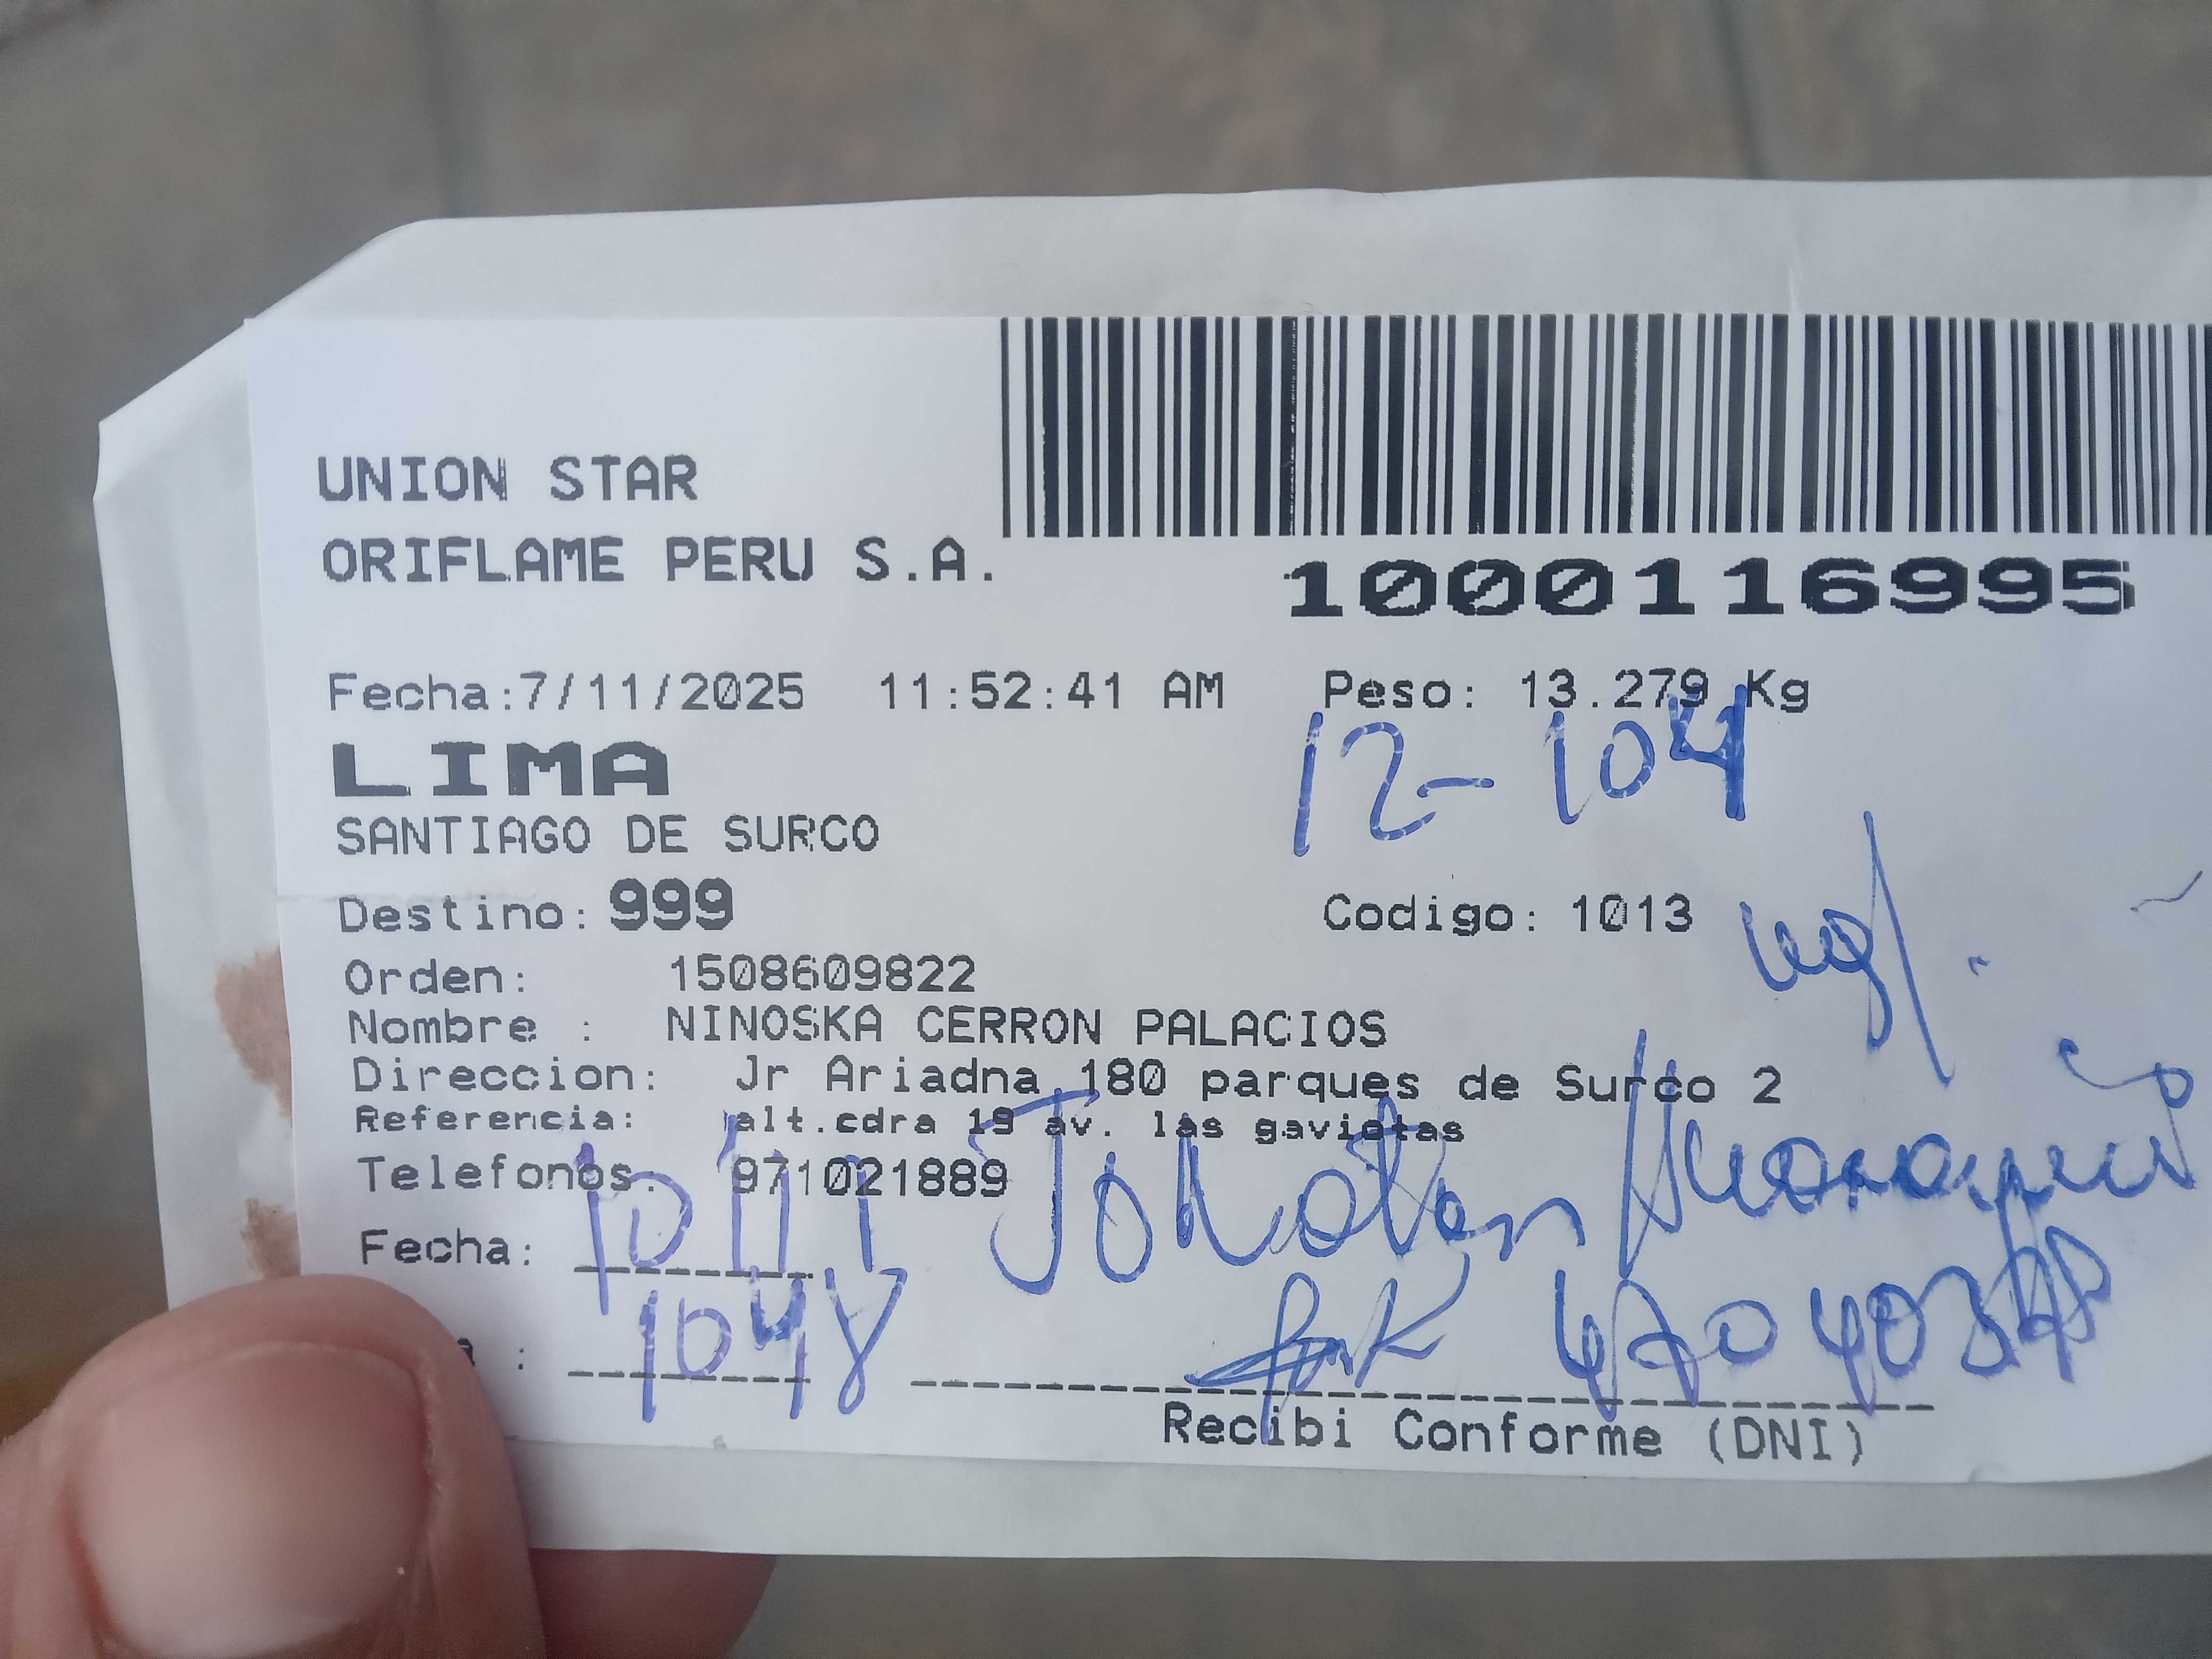 UNION STAR
ORIFLAME PERU S.A.
1000116995
Fecha:7/11/2025 11:52:41 AM Peso: 13.279 Kg
LIMA
12-104
SANTIAGO DE SURCO
Destino: 999 Codigo: 1013
Orden: 1508609822
Nombre : NINOSKA CERRON PALACIOS
Direccion: Jr Ariadna 180 parques de Surco 2
Referencia: alt.cdra 19 av. las gaviotas
Telefonos: 971021889
Fecha: 10/11
Jonatan
: 1048
Recibi Conforme (DNI)